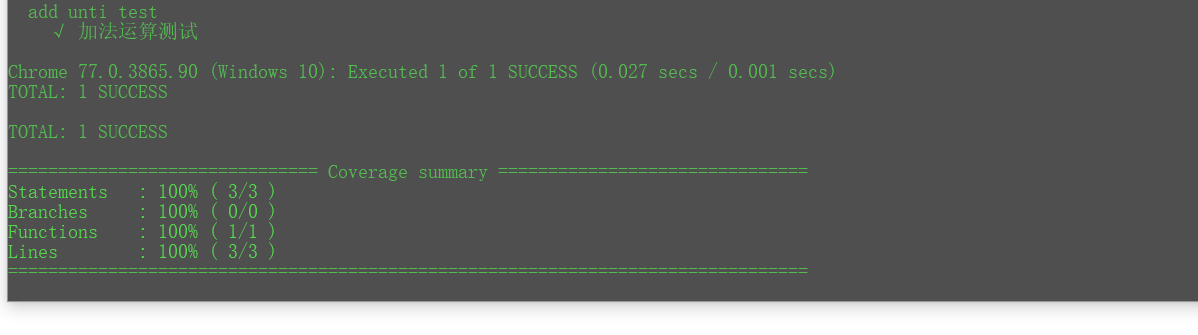 add unti test
√ 加法运算测试
Chrome 77.0.3865.90 (Windows 10): Executed 1 of 1 SUCCESS (0.027 secs / 0.001 secs)
TOTAL: 1 SUCCESS
TOTAL: 1 SUCCESS
=============================== Coverage summary ===============================
Statements   : 100% ( 3/3 )
Branches     : 100% ( 0/0 )
Functions    : 100% ( 1/1 )
Lines        : 100% ( 3/3 )
================================================================================